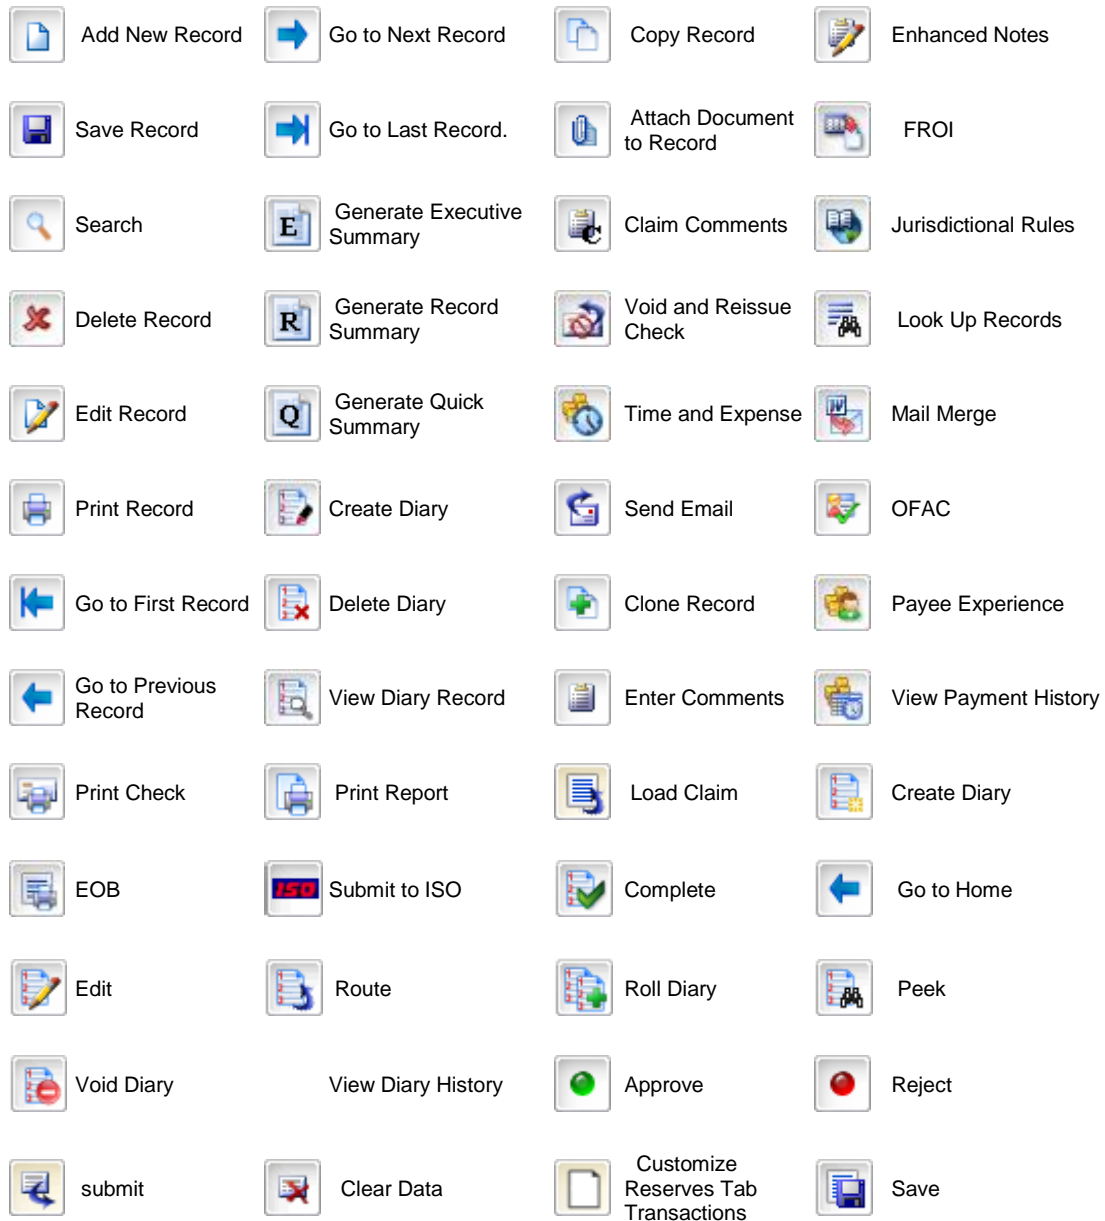 Add New Record
Go to Next Record
Copy Record
Enhanced Notes
Save Record
Go to Last Record.
Attach Document
to Record
FROI
Search
E
Generate Executive
Summary
C
Claim Comments
Jurisdictional Rules
Delete Record
R
Generate Record
Summary
Void and Reissue
Check
Look Up Records
Edit Record
Q
Generate Quick
Summary
Time and Expense
W
Mail Merge
Print Record
Create Diary
Send Email
OFAC
Go to First Record
Delete Diary
Clone Record
Payee Experience
Go to Previous
Record
View Diary Record
Enter Comments
View Payment History
Print Check
Print Report
Load Claim
Create Diary
EOB
ISO
Submit to ISO
Complete
Go to Home
Edit
Route
Roll Diary
Peek
Void Diary
View Diary History
Approve
Reject
submit
Clear Data
Customize
Reserves Tab
Transactions
Save